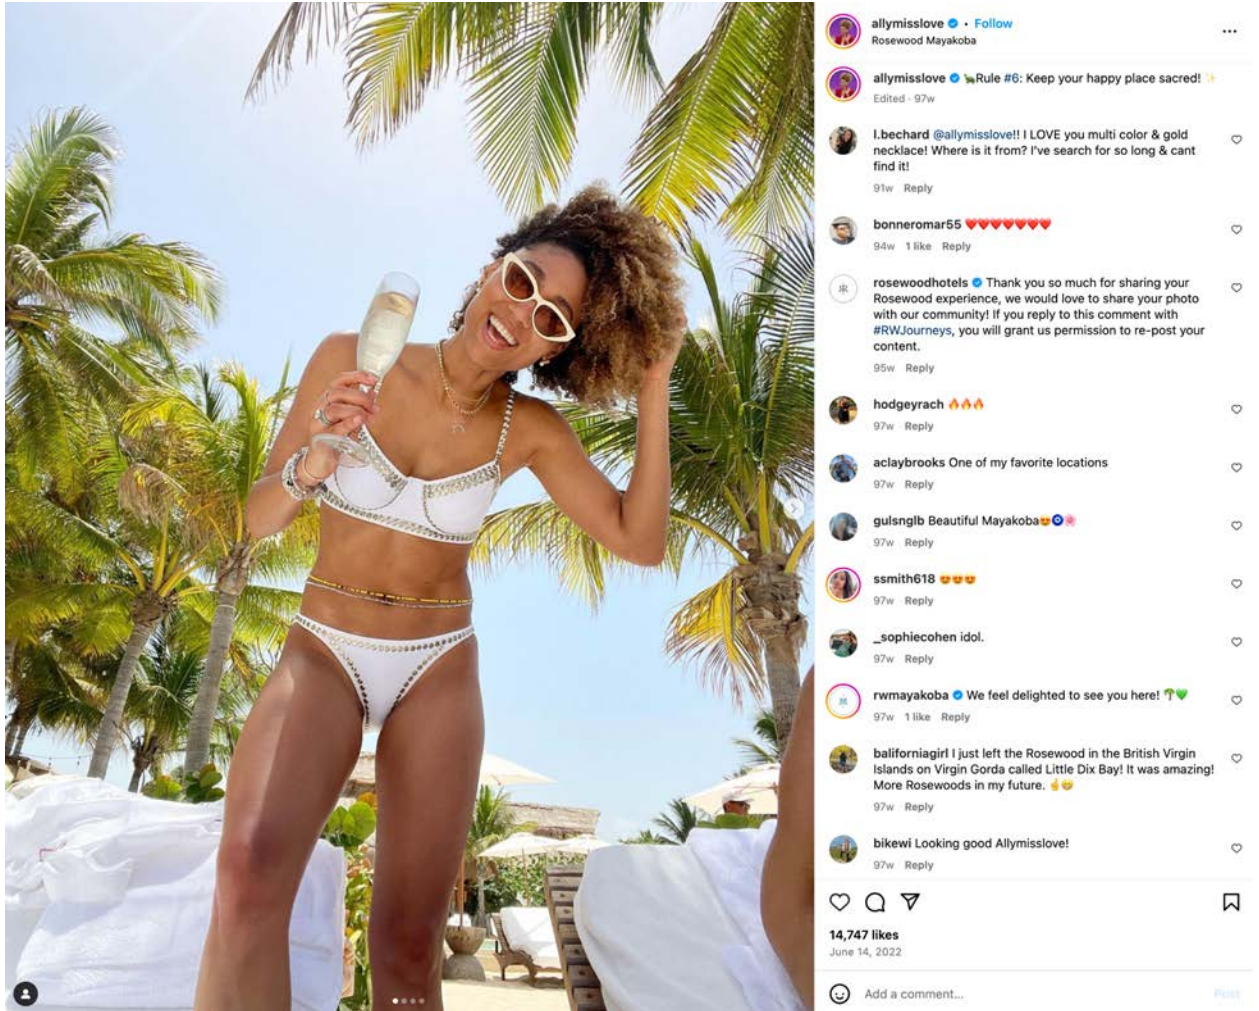 allymisslove • Follow
Rosewood Mayakoba
allymisslove 🐆Rule #6: Keep your happy place sacred! ✨
Edited · 97w
l.bechard @allymisslove!! I LOVE you multi color & gold
necklace! Where is it from? I've search for so long & cant
find it!
91w Reply
bonneromar55 ❤️❤️❤️❤️❤️❤️❤️
94w 1 like Reply
rosewoodhotels Thank you so much for sharing your
Rosewood experience, we would love to share your photo
with our community! If you reply to this comment with
#RWJourneys, you will grant us permission to re-post your
content.
95w Reply
hodgeyrach 🔥🔥🔥
97w Reply
aclaybrooks One of my favorite locations
97w Reply
gulsnglb Beautiful Mayakoba😍🧿🌸
97w Reply
ssmith618 😍😍😍
97w Reply
_sophiecohen idol.
97w Reply
rwmayakoba We feel delighted to see you here! 🌴💚
97w 1 like Reply
baliforniagirl I just left the Rosewood in the British Virgin
Islands on Virgin Gorda called Little Dix Bay! It was amazing!
More Rosewoods in my future.
97w Reply
bikewi Looking good Allymisslove!
97w Reply
14,747 likes
June 14, 2022
Add a comment... Post